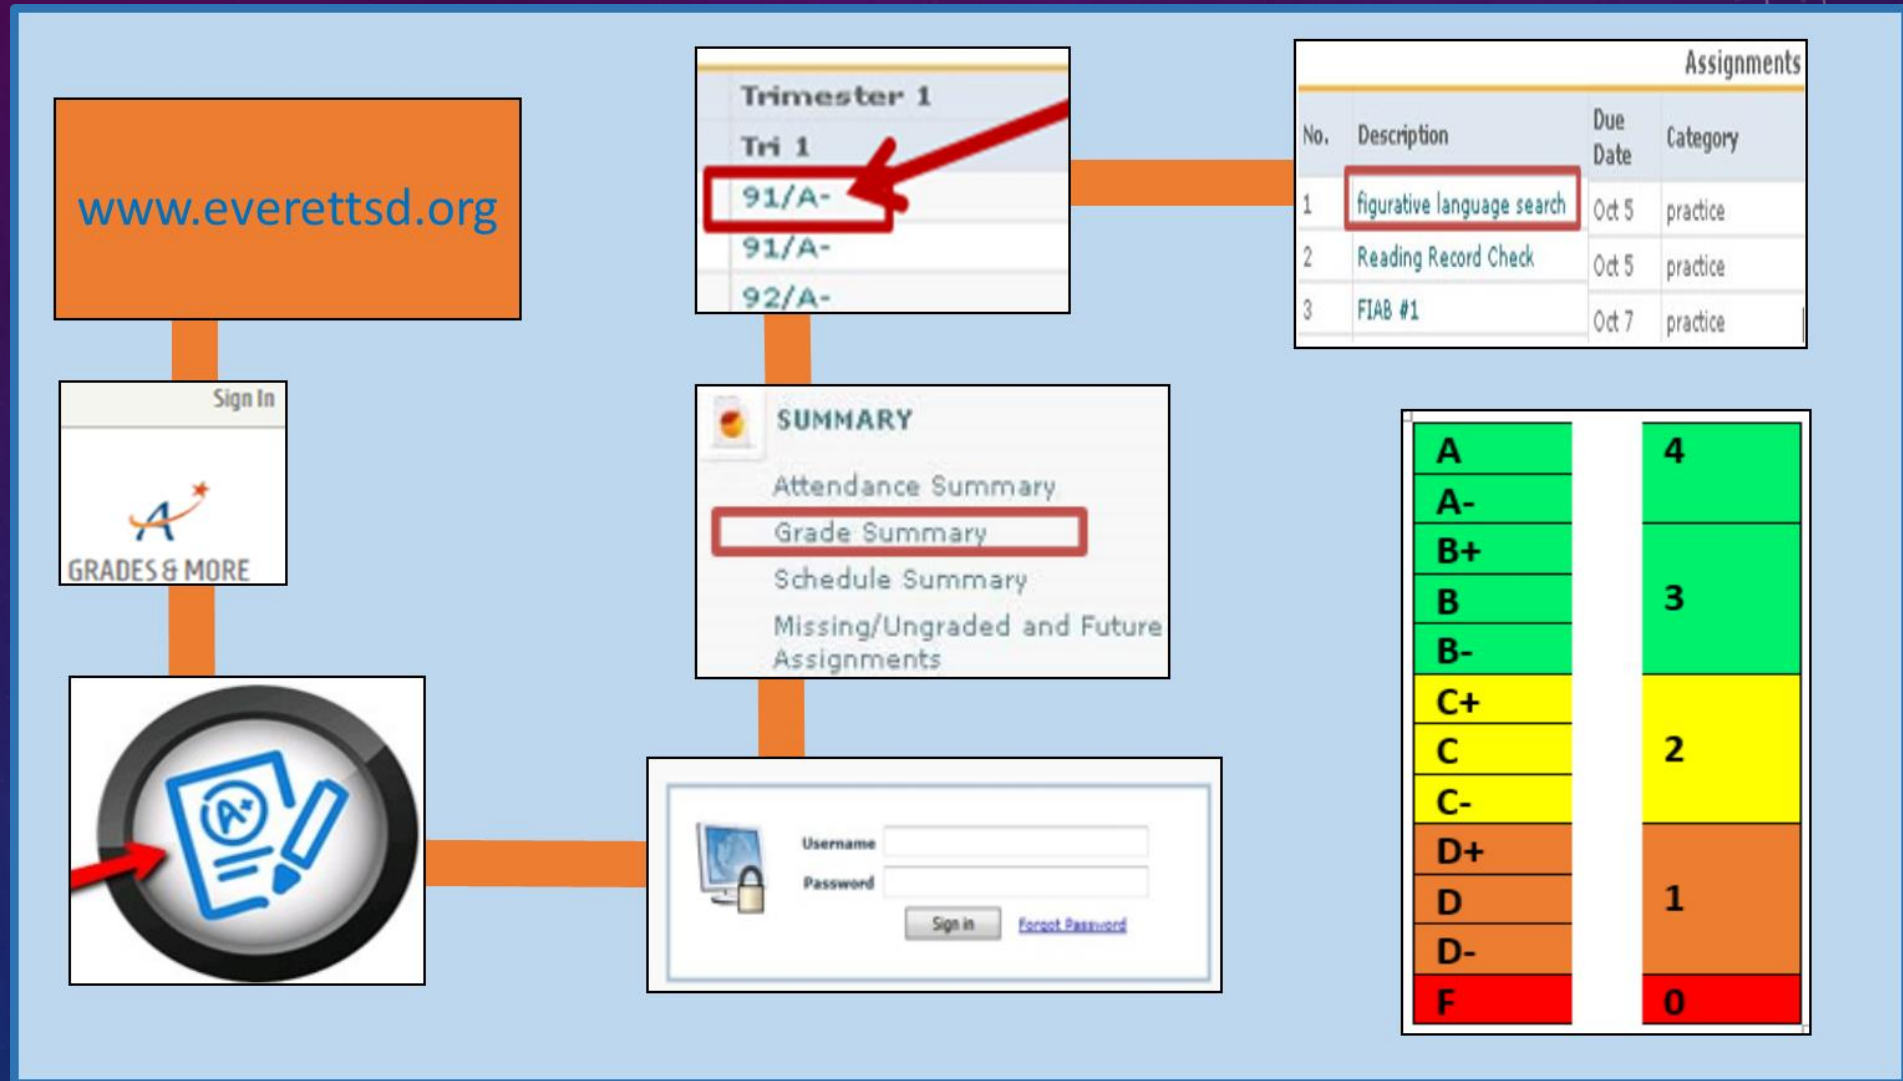 www.everettsd.org
Sign In
A
GRADES & MORE
A+
Username
Password
Sign in Forgot Password
SUMMARY
Attendance Summary
Grade Summary
Schedule Summary
Missing/Ungraded and Future
Assignments
Trimester 1
Tri 1
91/A-
91/A-
92/A-
Assignments
No. Description Due Date Category
1 figurative language search Oct 5 practice
2 Reading Record Check Oct 5 practice
3 FIAB #1 Oct 7 practice
A 4
A-
B+
B 3
B-
C+
C 2
C-
D+
D 1
D-
F 0